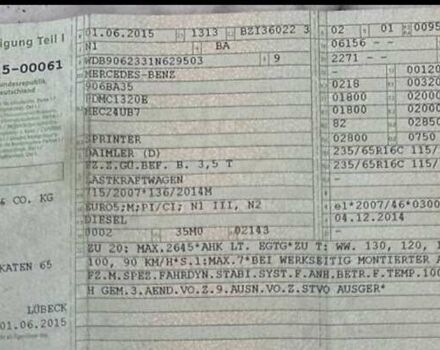 igung Teil I
5-00061
undesrepublik
Deutschland
& CO. KG
KATEN 65
LÜBECK
01.06.2015
01.06.2015 1313 BZI36022 3
N1 BA
WDB9062331N629503 9
MERCEDES-BENZ
906BA35
DMC1320E
MEC24UB7
SPRINTER
DAIMLER (D)
FZ.Z.GÜT.BEF. B. 3,5 T
LASTKRAFTWAGEN
715/2007*136/2014M
EURO5;M;PI/CI; N1 III, N2
DIESEL
0002 35M0 02143
02 01 0095
06156 - -
2271 - -
- 00120
0218 00320
01800 02000
01800 02000
82 02850
02800 0750
235/65R16C 115/
235/65R16C 115/
-
-
e1*2007/46*0300
04.12.2014
ZU 20: MAX.2645*AHK LT. EGTG*ZU T: WW. 130, 120, 1
100, 90 KM/H*S.1:MAX.7*BEI WERKSEITIG MONTIERTER A
FZ.M.SPEZ.FAHRDYN.STABI.SYST.F.ANH.BETR.F.TEMP.100
H GEM.3.AEND.VO.Z.9.AUSN.VO.Z.STVO AUSGER*